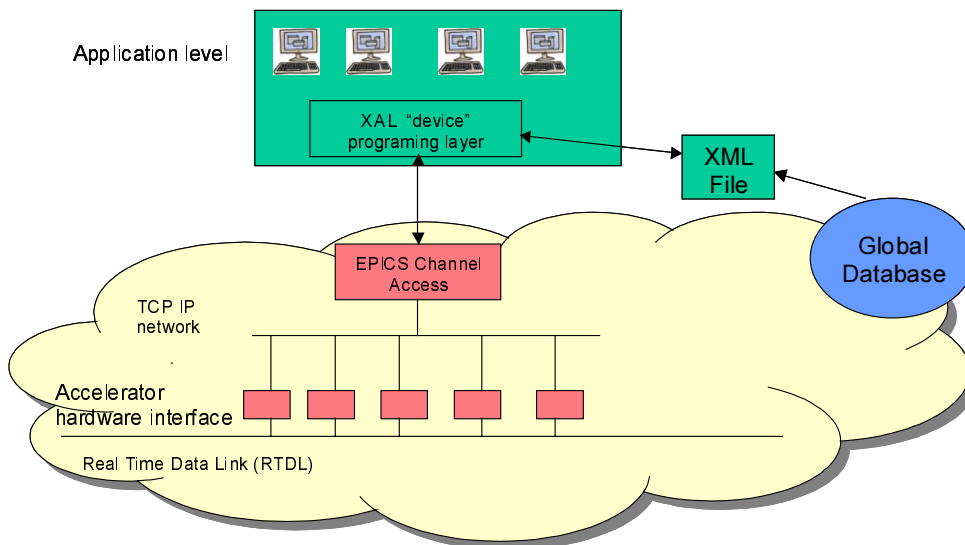 Application level
XAL “device”
programing layer
XML
File
Global
Database
EPICS Channel
Access
TCP IP
network
Accelerator
hardware interface
Real Time Data Link (RTDL)